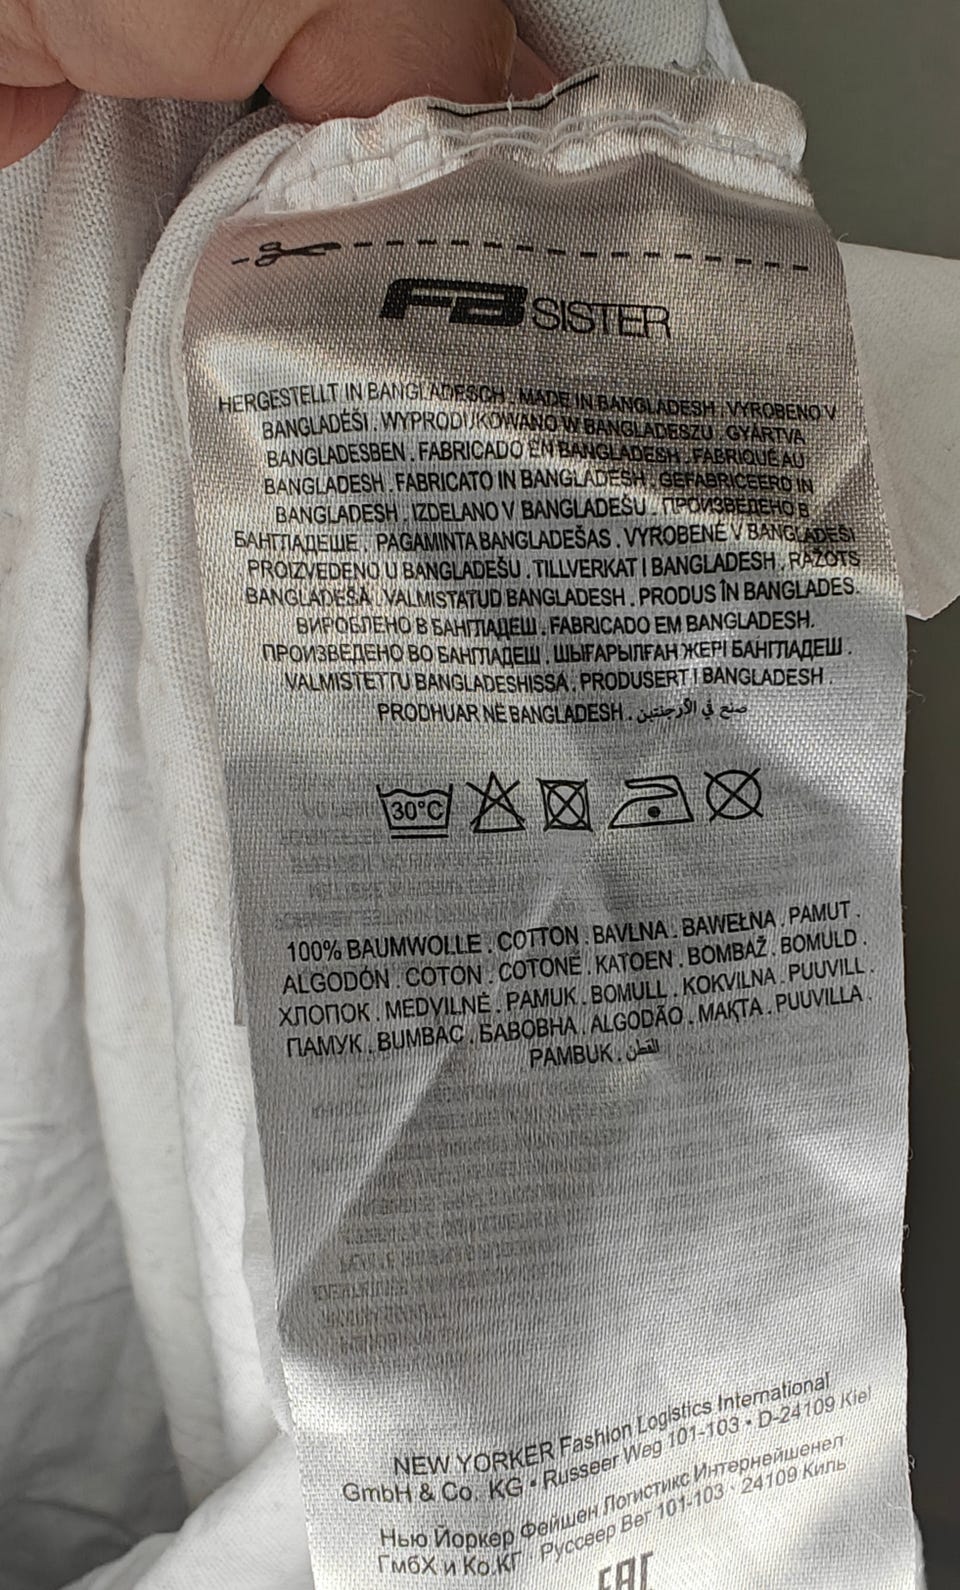 FB SISTER
HERGESTELLT IN BANGLADESCH . MADE IN BANGLADESH . VYROBENO V
BANGLADÉŠI . WYPRODUKOWANO W BANGLADESZU . GYÁRTVA
BANGLADESBEN . FABRICADO EN BANGLADESH . FABRIQUÉ AU
BANGLADESH . FABRICATO IN BANGLADESH . GEFABRICEERD IN
BANGLADESH . IZDELANO V BANGLADEŠU . ПРОИЗВЕДЕНО В
БАНГЛАДЕШЕ . PAGAMINTA BANGLADEŠAS . VYROBENÉ V BANGLADÉŠI
PROIZVEDENO U BANGLADEŠU . TILLVERKAT I BANGLADESH . RAŽOTS
BANGLADEŠĀ . VALMISTATUD BANGLADESH . PRODUS ÎN BANGLADES.
ВИРОБЛЕНО В БАНГЛАДЕШ . FABRICADO EM BANGLADESH.
ПРОИЗВЕДЕНО ВО БАНГЛАДЕШ . ШЫҒАРЫЛҒАН ЖЕРІ БАНГЛАДЕШ .
VALMISTETTU BANGLADESHISSA . PRODUSERT I BANGLADESH .
PRODHUAR NË BANGLADESH . صنع في الأرجنتين
30°C
100% BAUMWOLLE . COTTON . BAVLNA . BAWEŁNA . PAMUT .
ALGODÓN . COTON . COTONE . KATOEN . BOMBAŽ . BOMULD .
ХЛОПОК . MEDVILNĖ . PAMUK . BOMULL . KOKVILNA . PUUVILL .
ПАМУК . BUMBAC . БАВОВНА . ALGODÃO . МАҚТА . PUUVILLA .
PAMBUK . القطن
NEW YORKER Fashion Logistics International
GmbH & Co. KG • Russeer Weg 101-103 • D-24109 Kiel
Нью Йоркер Фейшен Логистикс Интернейшенел
ГмбХ и Ко.КГ Руссеер Вег 101-103 · 24109 Киль
EAC